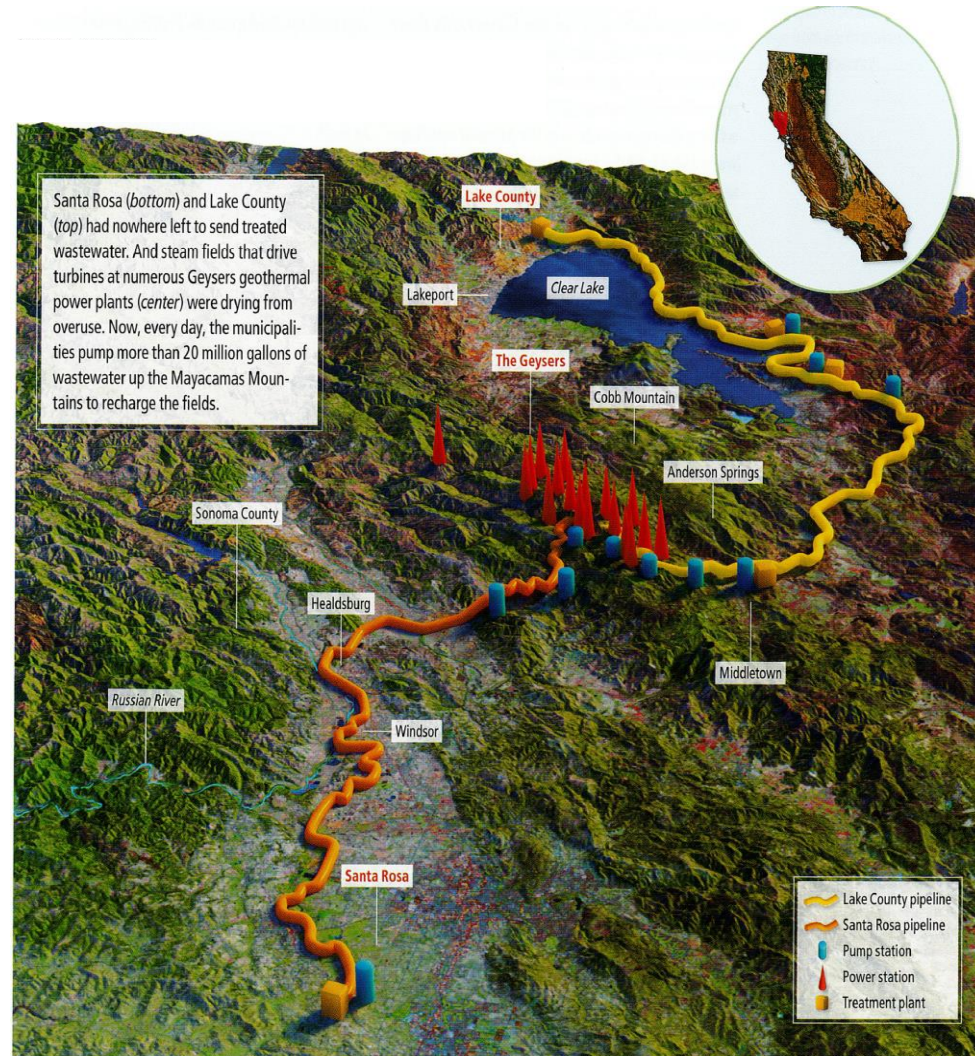 Santa Rosa (bottom) and Lake County
(top) had nowhere left to send treated
wastewater. And steam fields that drive
turbines at numerous Geysers geothermal
power plants (center) were drying from
overuse. Now, every day, the municipali-
ties pump more than 20 million gallons of
wastewater up the Mayacamas Moun-
tains to recharge the fields.
Lake County
Lakeport
Clear Lake
The Geysers
Cobb Mountain
Anderson Springs
Sonoma County
Healdsburg
Middletown
Russian River
Windsor
Santa Rosa
Lake County pipeline
Santa Rosa pipeline
Pump station
Power station
Treatment plant